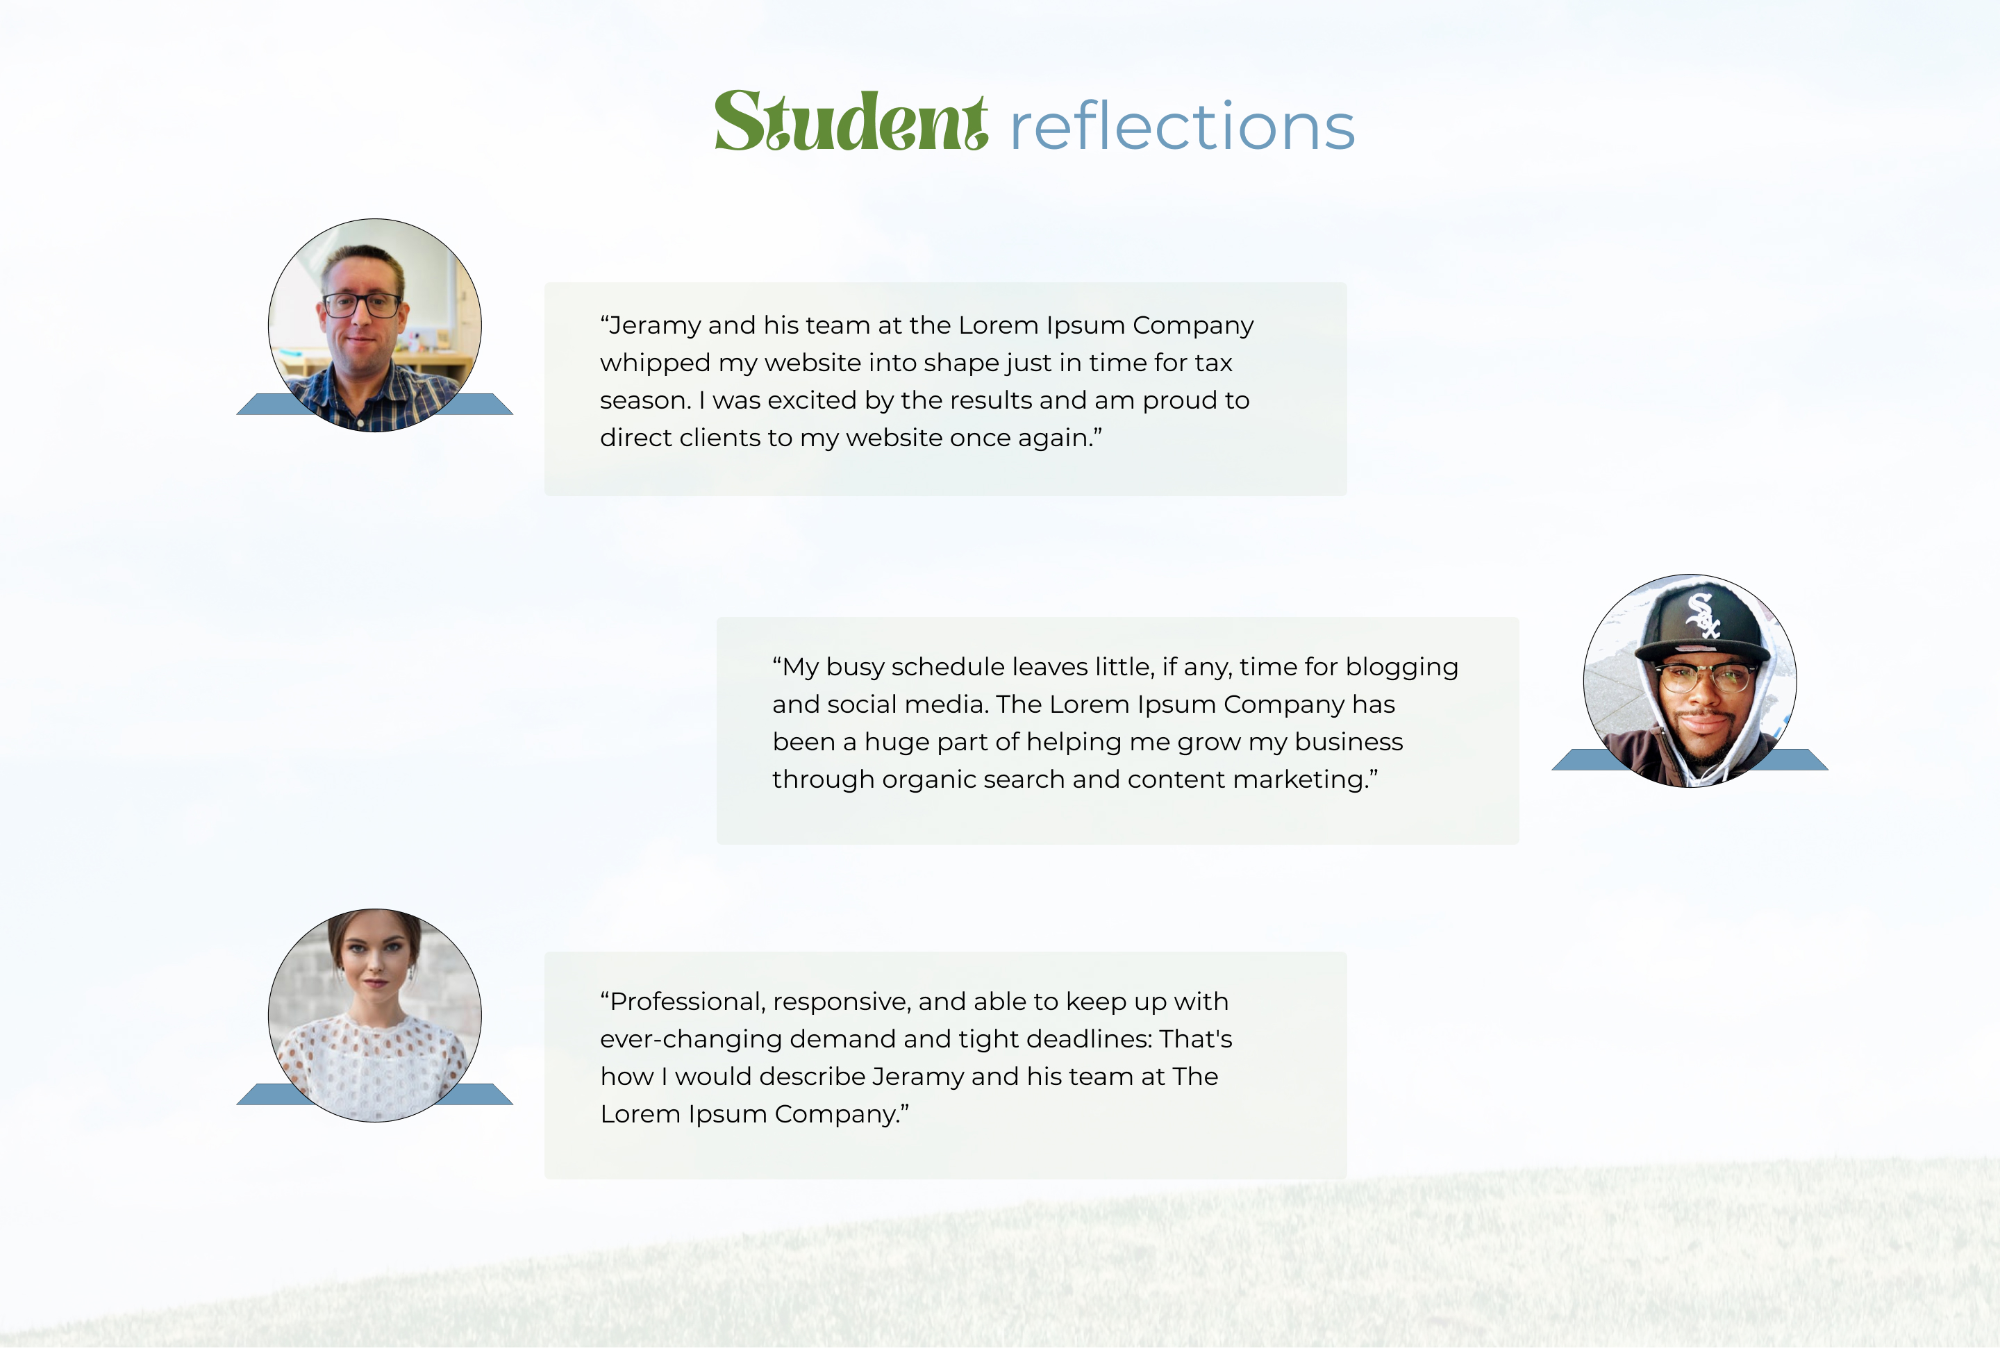 Student reflections
“Jeramy and his team at the Lorem Ipsum Company
whipped my website into shape just in time for tax
season. I was excited by the results and am proud to
direct clients to my website once again.”
Sox
“My busy schedule leaves little, if any, time for blogging
and social media. The Lorem Ipsum Company has
been a huge part of helping me grow my business
through organic search and content marketing.”
“Professional, responsive, and able to keep up with
ever-changing demand and tight deadlines: That's
how I would describe Jeramy and his team at The
Lorem Ipsum Company.”